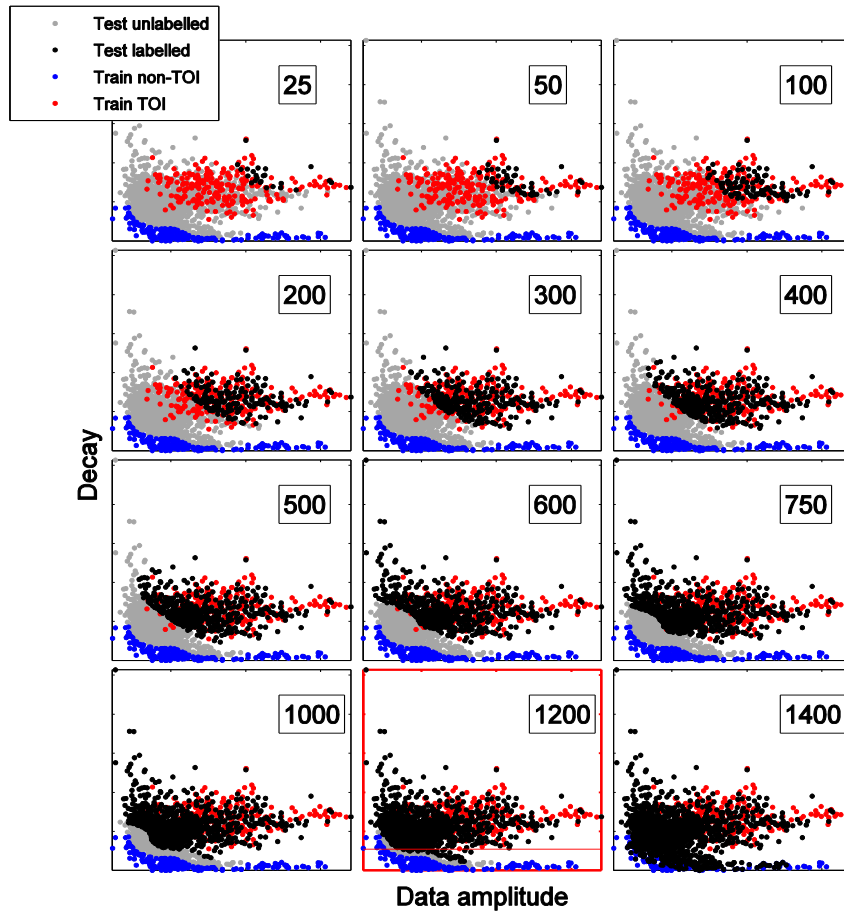 Test unlabelled
Test labelled
Train non-TOI
Train TOI
25
50
100
200
300
400
500
600
750
1000
1200
1400
Decay
Data amplitude